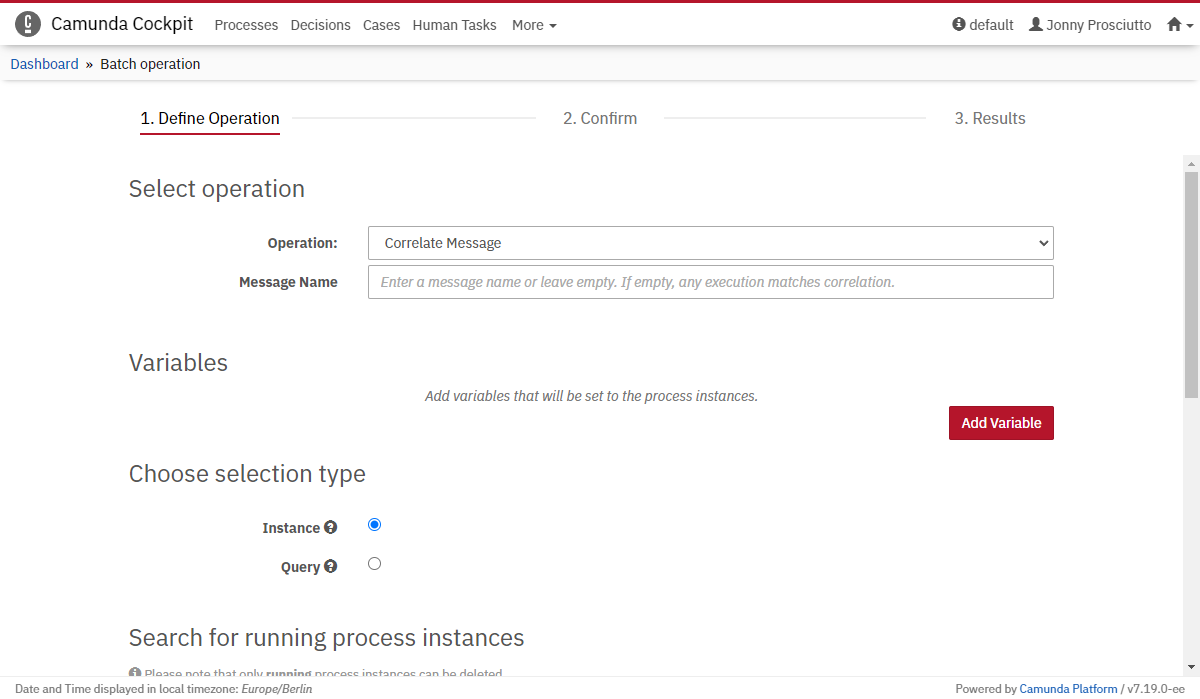 Camunda Cockpit Processes Decisions Cases Human Tasks More default Jonny Prosciutto
Dashboard » Batch operation
1. Define Operation 2. Confirm 3. Results
Select operation
Operation: Correlate Message
Message Name Enter a message name or leave empty. If empty, any execution matches correlation.
Variables
Add variables that will be set to the process instances.
Add Variable
Choose selection type
Instance
Query
Search for running process instances
Please note that only running process instances can be deleted
Date and Time displayed in local timezone: Europe/Berlin Powered by Camunda Platform / v7.19.0-ee